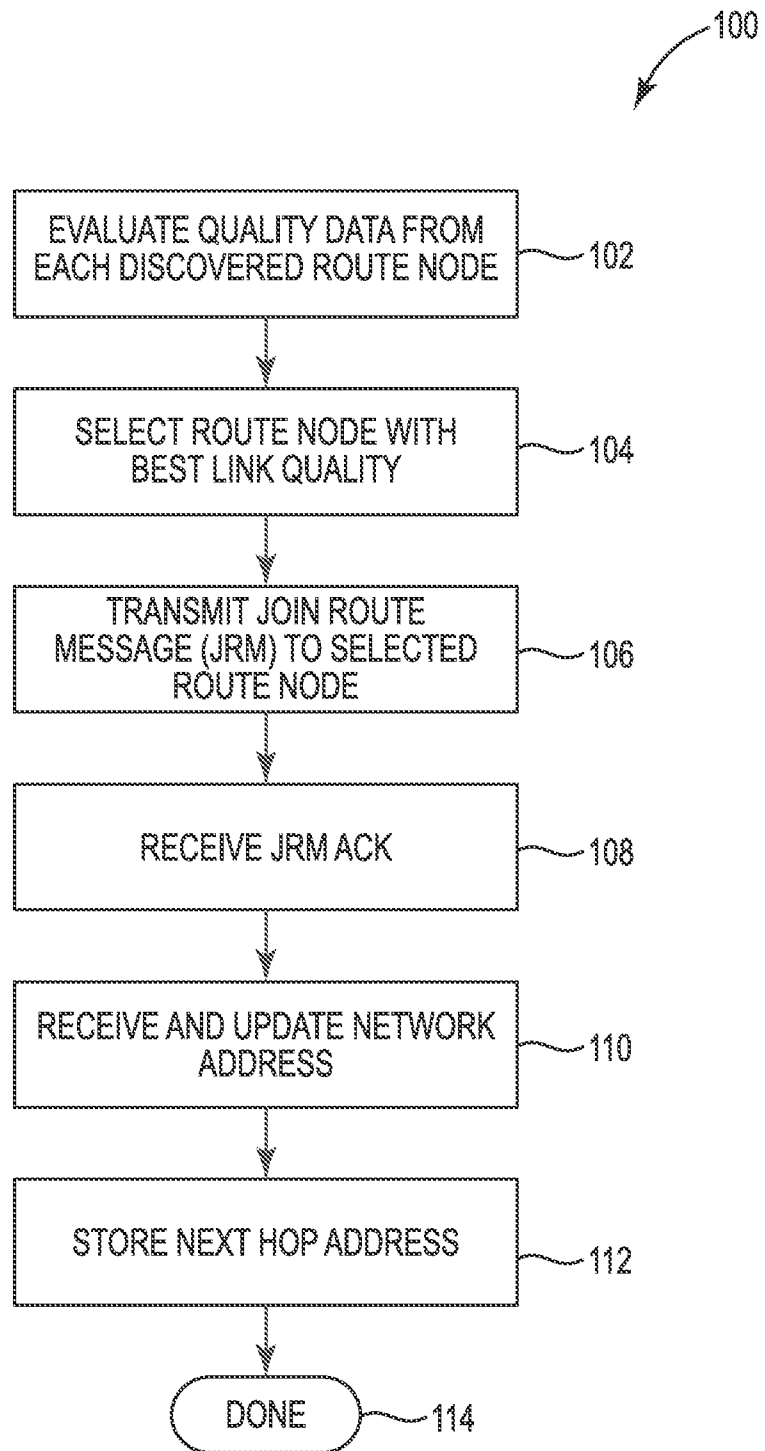 100
EVALUATE QUALITY DATA FROM
EACH DISCOVERED ROUTE NODE
102
SELECT ROUTE NODE WITH
BEST LINK QUALITY
104
TRANSMIT JOIN ROUTE
MESSAGE (JRM) TO SELECTED
ROUTE NODE
106
RECEIVE JRM ACK
108
RECEIVE AND UPDATE NETWORK
ADDRESS
110
STORE NEXT HOP ADDRESS
112
DONE
114